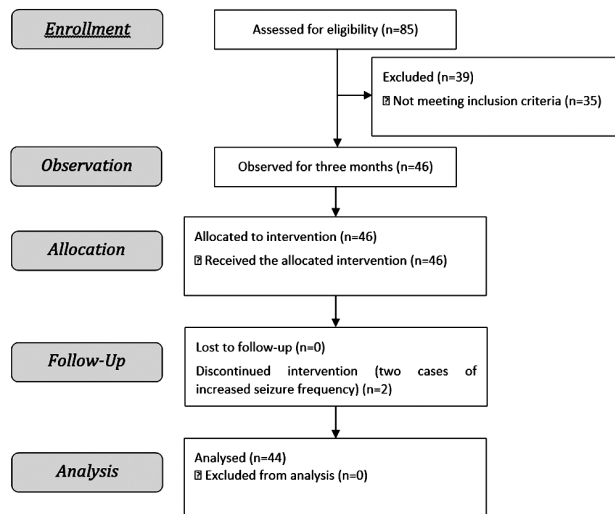 Enrollment
Assessed for eligibility (n=85)
Excluded (n=39)
⍰ Not meeting inclusion criteria (n=35)
Observation
Observed for three months (n=46)
Allocation
Allocated to intervention (n=46)
⍰ Received the allocated intervention (n=46)
Follow-Up
Lost to follow-up (n=0)
Discontinued intervention (two cases of
increased seizure frequency) (n=2)
Analysis
Analysed (n=44)
⍰ Excluded from analysis (n=0)